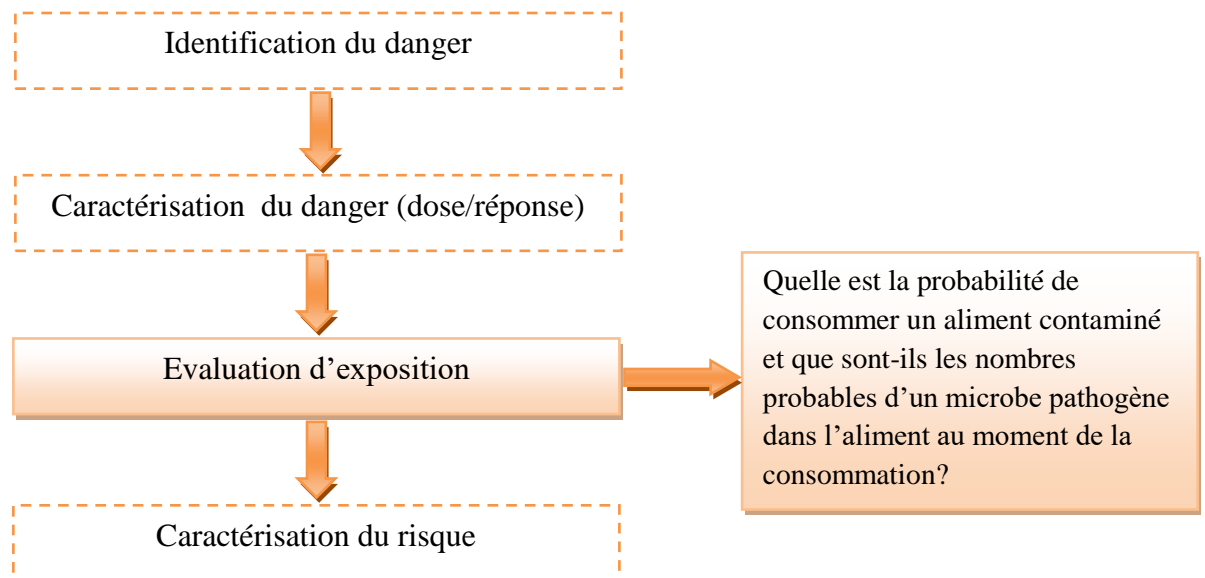 Identification du danger
Caractérisation du danger (dose/réponse)
Evaluation d’exposition
Quelle est la probabilité de
consommer un aliment contaminé
et que sont-ils les nombres
probables d’un microbe pathogène
dans l’aliment au moment de la
consommation?
Caractérisation du risque